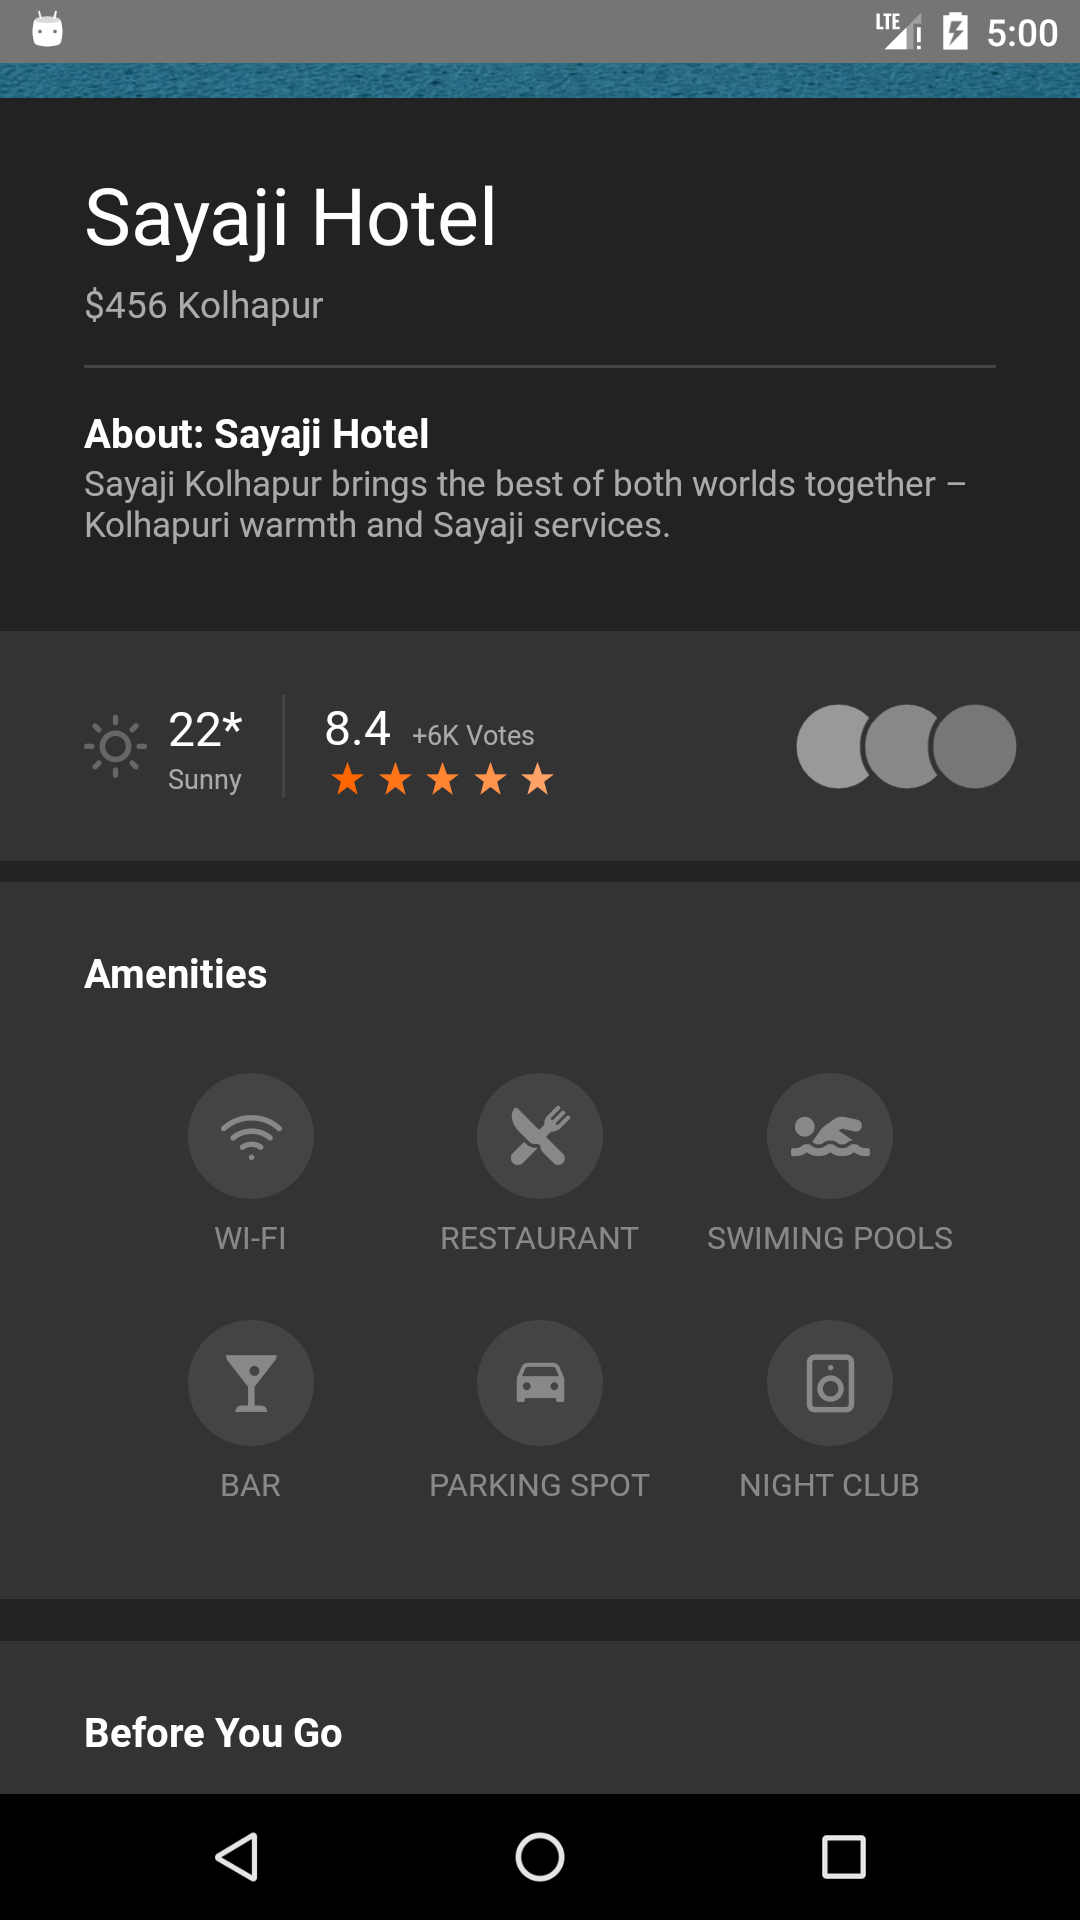 LTE 5:00
Sayaji Hotel
$456 Kolhapur
About: Sayaji Hotel
Sayaji Kolhapur brings the best of both worlds together –
Kolhapuri warmth and Sayaji services.
22*
Sunny
8.4 +6K Votes
Amenities
WI-FI RESTAURANT SWIMING POOLS
BAR PARKING SPOT NIGHT CLUB
Before You Go